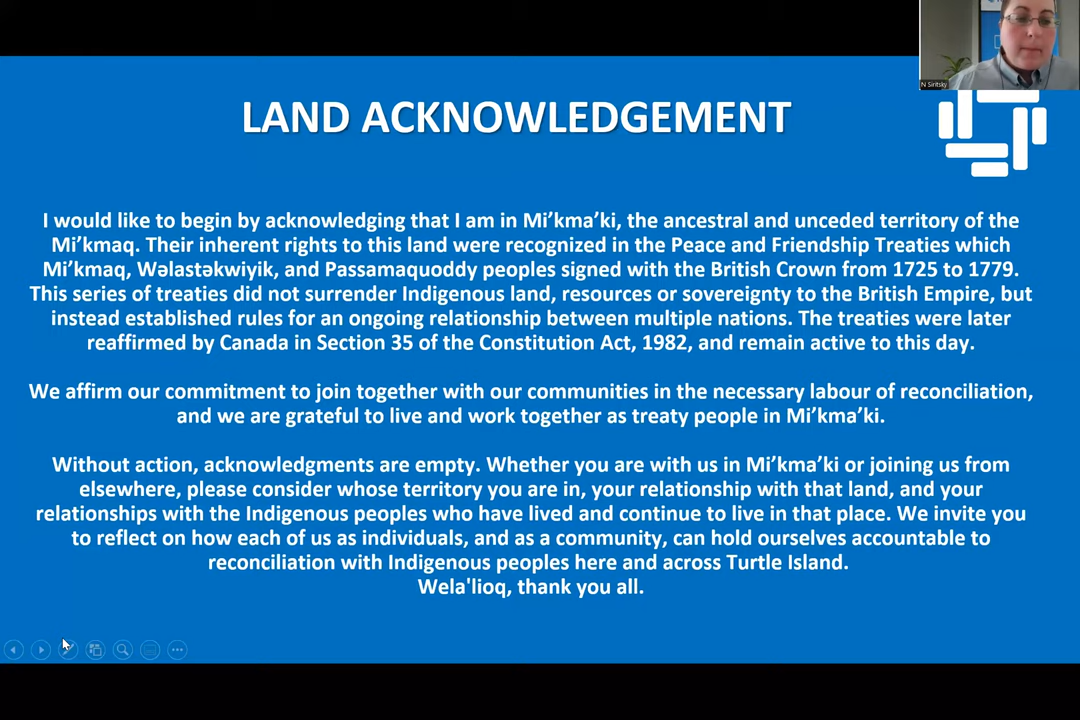 N Siritsky
LAND ACKNOWLEDGEMENT
I would like to begin by acknowledging that I am in Mi’kma’ki, the ancestral and unceded territory of the
Mi’kmaq. Their inherent rights to this land were recognized in the Peace and Friendship Treaties which
Mi’kmaq, Wəlastəkwiyik, and Passamaquoddy peoples signed with the British Crown from 1725 to 1779.
This series of treaties did not surrender Indigenous land, resources or sovereignty to the British Empire, but
instead established rules for an ongoing relationship between multiple nations. The treaties were later
reaffirmed by Canada in Section 35 of the Constitution Act, 1982, and remain active to this day.
We affirm our commitment to join together with our communities in the necessary labour of reconciliation,
and we are grateful to live and work together as treaty people in Mi’kma’ki.
Without action, acknowledgments are empty. Whether you are with us in Mi’kma’ki or joining us from
elsewhere, please consider whose territory you are in, your relationship with that land, and your
relationships with the Indigenous peoples who have lived and continue to live in that place. We invite you
to reflect on how each of us as individuals, and as a community, can hold ourselves accountable to
reconciliation with Indigenous peoples here and across Turtle Island.
Wela'lioq, thank you all.